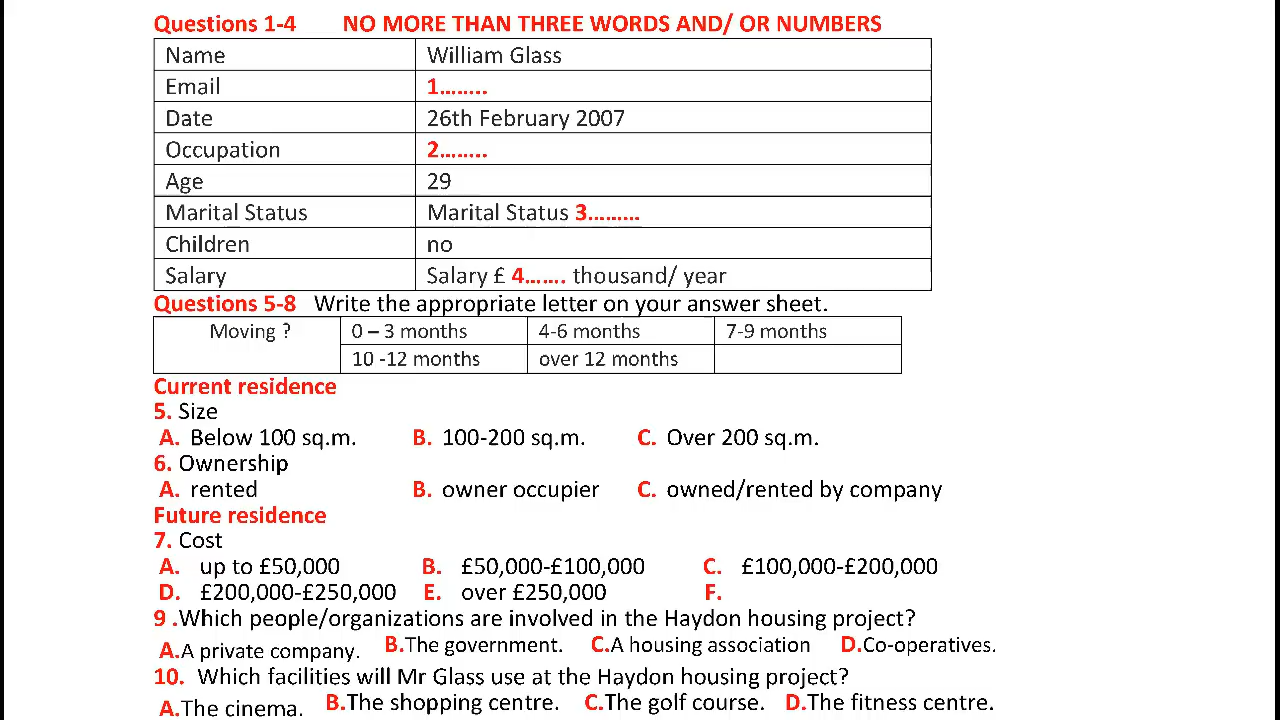 Questions 1-4 NO MORE THAN THREE WORDS AND/ OR NUMBERS
Name William Glass
Email 1........
Date 26th February 2007
Occupation 2........
Age 29
Marital Status Marital Status 3.........
Children no
Salary Salary £ 4....... thousand/ year
Questions 5-8 Write the appropriate letter on your answer sheet.
Moving ? 0 – 3 months 4-6 months 7-9 months
10 -12 months over 12 months
Current residence
5. Size
A. Below 100 sq.m. B. 100-200 sq.m. C. Over 200 sq.m.
6. Ownership
A. rented B. owner occupier C. owned/rented by company
Future residence
7. Cost
A. up to £50,000 B. £50,000-£100,000 C. £100,000-£200,000
D. £200,000-£250,000 E. over £250,000 F.
9 .Which people/organizations are involved in the Haydon housing project?
A.A private company. B.The government. C.A housing association D.Co-operatives.
10. Which facilities will Mr Glass use at the Haydon housing project?
A.The cinema. B.The shopping centre. C.The golf course. D.The fitness centre.